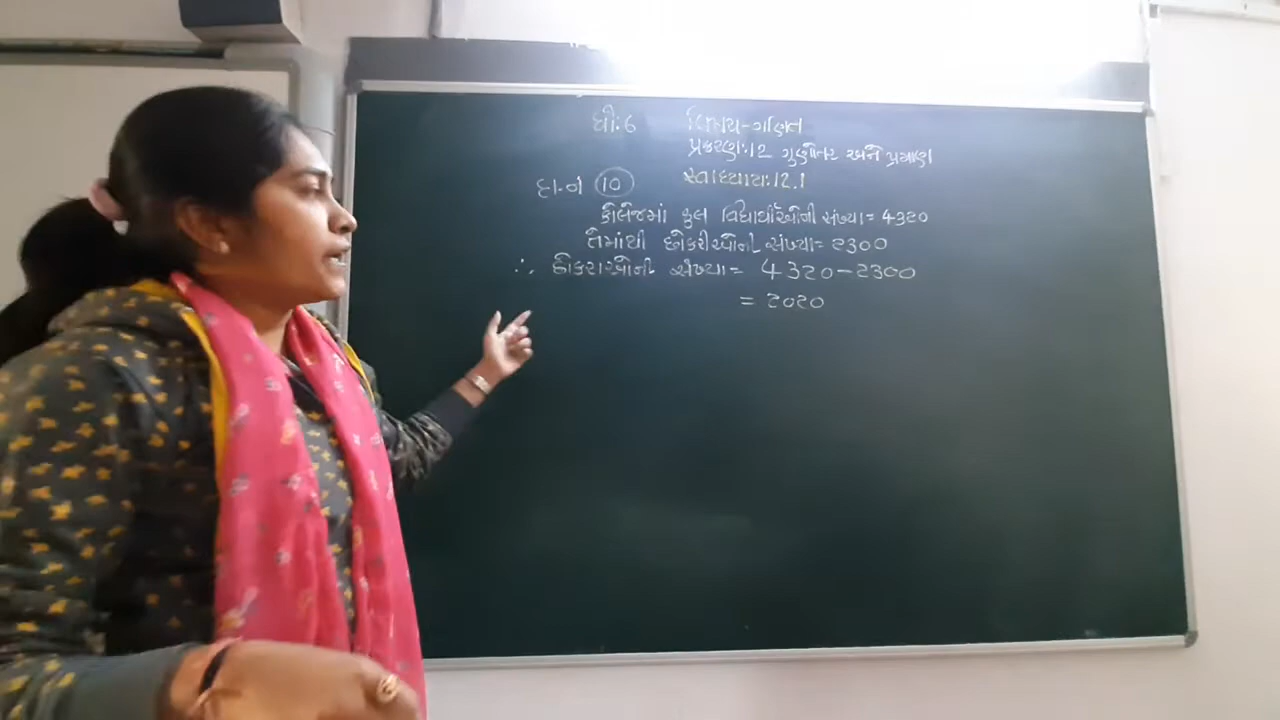 ધો:6 વિષય-ગણિત
પ્રકરણ:12 ગુણોત્તર અને પ્રમાણ
સ્વાધ્યાય:12.1
દા.નં 10
કોલેજમાં કુલ વિદ્યાર્થીઓની સંખ્યા = 4320
તેમાંથી છોકરીઓની સંખ્યા = 2300
∴ છોકરાઓની સંખ્યા = 4320-2300
= 2020